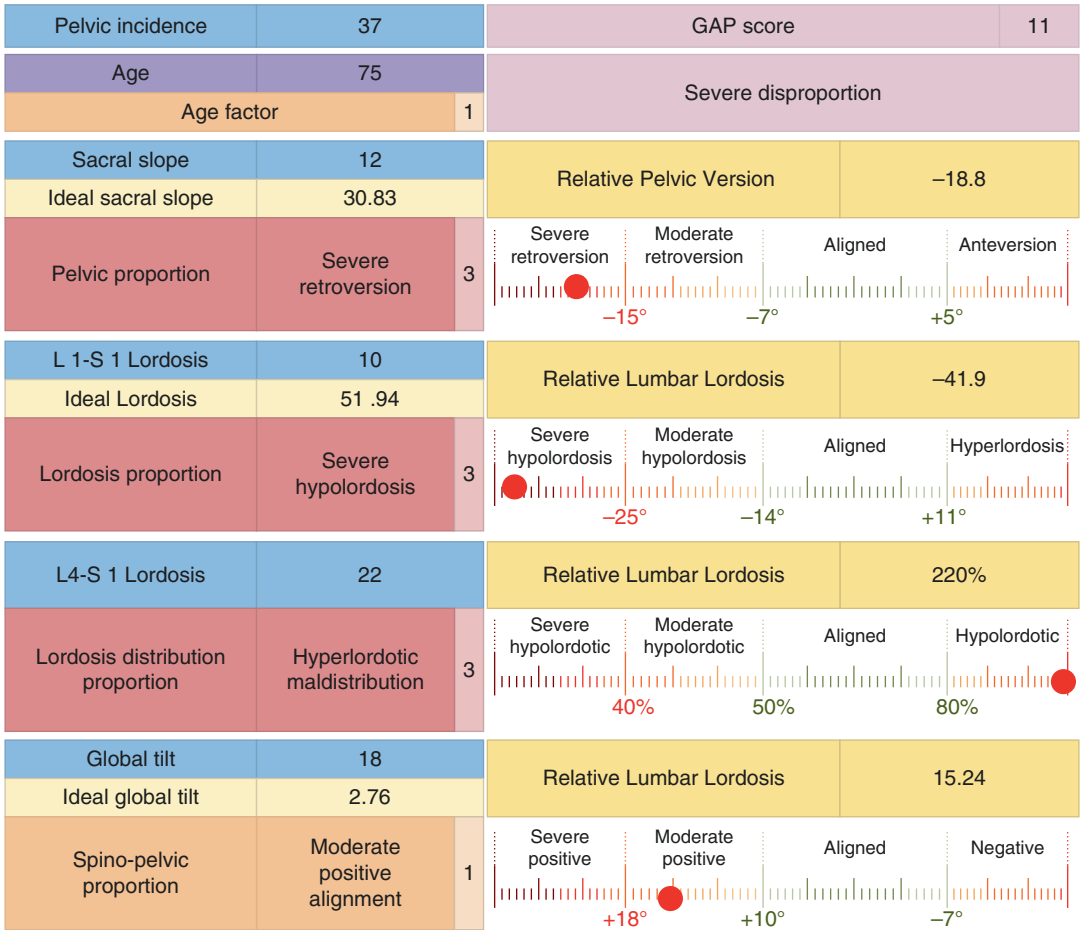 Pelvic incidence 37 GAP score 11
Age 75
Age factor 1
Severe disproportion
Sacral slope 12
Ideal sacral slope 30.83
Relative Pelvic Version –18.8
Pelvic proportion
Severe
retroversion
3
Severe
retroversion
Moderate
retroversion
Aligned
Anteversion
–15° –7° +5°
L 1-S 1 Lordosis 10
Ideal Lordosis 51 .94
Relative Lumbar Lordosis –41.9
Lordosis proportion
Severe
hypolordosis
3
Severe
hypolordosis
Moderate
hypolordosis
Aligned
Hyperlordosis
–25° –14° +11°
L4-S 1 Lordosis 22
Relative Lumbar Lordosis 220%
Lordosis distribution
proportion
Hyperlordotic
maldistribution
3
Severe
hypolordotic
Moderate
hypolordotic
Aligned
Hypolordotic
40% 50% 80%
Global tilt 18
Ideal global tilt 2.76
Relative Lumbar Lordosis 15.24
Spino-pelvic
proportion
Moderate
positive
alignment
1
Severe
positive
Moderate
positive
Aligned
Negative
+18° +10° –7°